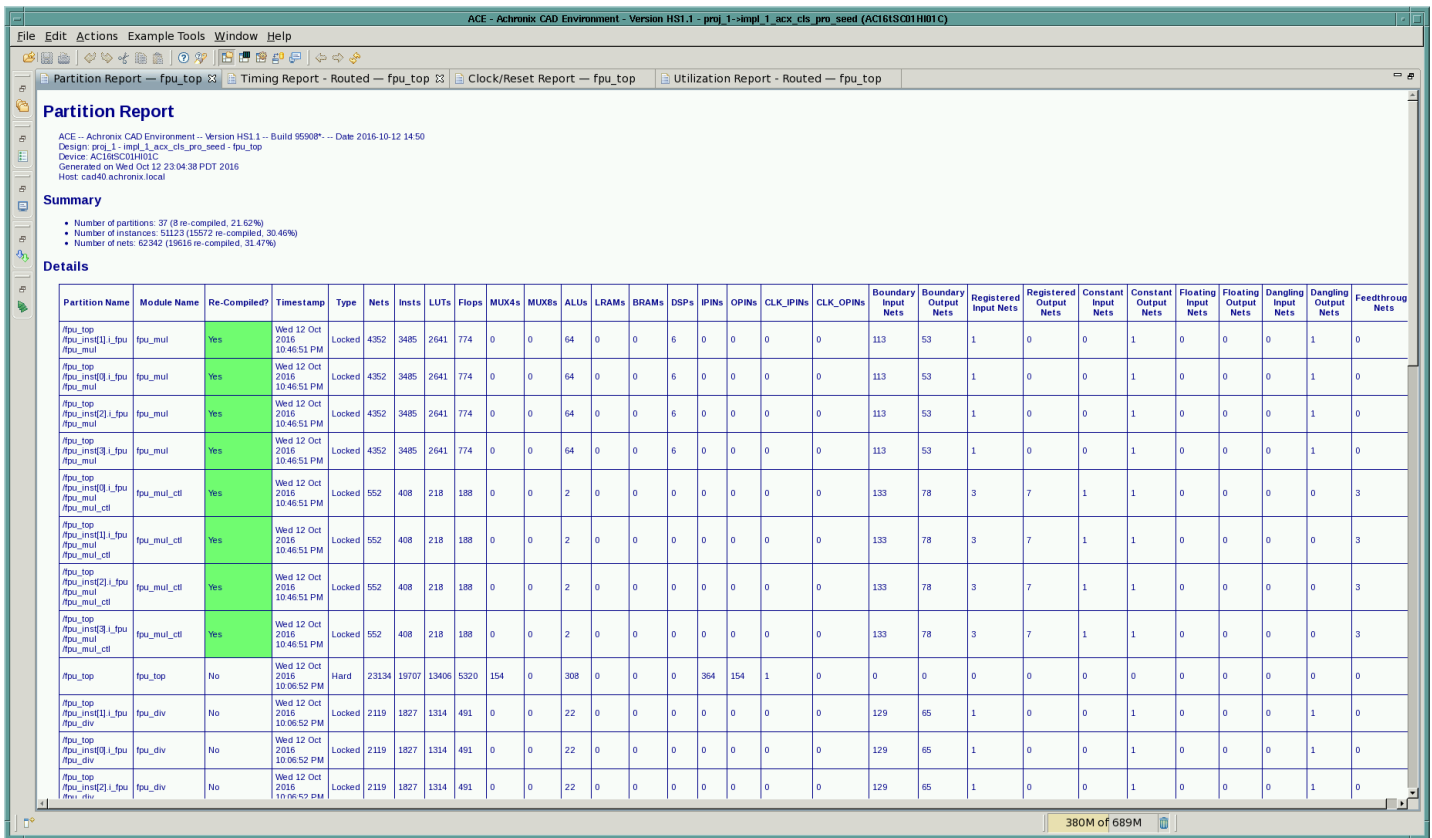 ACE - Achronix CAD Environment - Version HS1.1 - proj_1->impl_1_acx_cls_pro_seed (AC16tSC01HI01C)
File Edit Actions Example Tools Window Help
Partition Report — fpu_top Timing Report - Routed — fpu_top Clock/Reset Report — fpu_top Utilization Report - Routed — fpu_top
Partition Report
ACE -- Achronix CAD Environment -- Version HS1.1 -- Build 95908*- -- Date 2016-10-12 14:50
Design: proj_1 - impl_1_acx_cls_pro_seed - fpu_top
Device: AC16tSC01HI01C
Generated on Wed Oct 12 23:04:38 PDT 2016
Host: cad40.achronix.local
Summary
• Number of partitions: 37 (8 re-compiled, 21.62%)
• Number of instances: 51123 (15572 re-compiled, 30.46%)
• Number of nets: 62342 (19616 re-compiled, 31.47%)
Details
Partition Name Module Name Re-Compiled? Timestamp Type Nets Insts LUTs Flops MUX4s MUX8s ALUs LRAMs BRAMs DSPs IPINs OPINs CLK_IPINs CLK_OPINs Boundary Input Nets Boundary Output Nets Registered Input Nets Registered Output Nets Constant Input Nets Constant Output Nets Floating Input Nets Floating Output Nets Dangling Input Nets Dangling Output Nets Feedthroug Nets
/fpu_top /fpu_inst[1].i_fpu /fpu_mul fpu_mul Yes Wed 12 Oct 2016 10:46:51 PM Locked 4352 3485 2641 774 0 0 64 0 0 6 0 0 0 0 113 53 1 0 0 1 0 0 0 1 0
/fpu_top /fpu_inst[0].i_fpu /fpu_mul fpu_mul Yes Wed 12 Oct 2016 10:46:51 PM Locked 4352 3485 2641 774 0 0 64 0 0 6 0 0 0 0 113 53 1 0 0 1 0 0 0 1 0
/fpu_top /fpu_inst[2].i_fpu /fpu_mul fpu_mul Yes Wed 12 Oct 2016 10:46:51 PM Locked 4352 3485 2641 774 0 0 64 0 0 6 0 0 0 0 113 53 1 0 0 1 0 0 0 1 0
/fpu_top /fpu_inst[3].i_fpu /fpu_mul fpu_mul Yes Wed 12 Oct 2016 10:46:51 PM Locked 4352 3485 2641 774 0 0 64 0 0 6 0 0 0 0 113 53 1 0 0 1 0 0 0 1 0
/fpu_top /fpu_inst[0].i_fpu /fpu_mul /fpu_mul_ctl fpu_mul_ctl Yes Wed 12 Oct 2016 10:46:51 PM Locked 552 408 218 188 0 0 2 0 0 0 0 0 0 0 133 78 3 7 1 1 0 0 0 0 3
/fpu_top /fpu_inst[1].i_fpu /fpu_mul /fpu_mul_ctl fpu_mul_ctl Yes Wed 12 Oct 2016 10:46:51 PM Locked 552 408 218 188 0 0 2 0 0 0 0 0 0 0 133 78 3 7 1 1 0 0 0 0 3
/fpu_top /fpu_inst[2].i_fpu /fpu_mul /fpu_mul_ctl fpu_mul_ctl Yes Wed 12 Oct 2016 10:46:51 PM Locked 552 408 218 188 0 0 2 0 0 0 0 0 0 0 133 78 3 7 1 1 0 0 0 0 3
/fpu_top /fpu_inst[3].i_fpu /fpu_mul /fpu_mul_ctl fpu_mul_ctl Yes Wed 12 Oct 2016 10:46:51 PM Locked 552 408 218 188 0 0 2 0 0 0 0 0 0 0 133 78 3 7 1 1 0 0 0 0 3
/fpu_top fpu_top No Wed 12 Oct 2016 10:06:52 PM Hard 23134 19707 13406 5320 154 0 308 0 0 0 364 154 1 0 0 0 0 0 0 0 0 0 0 0 0
/fpu_top /fpu_inst[1].i_fpu /fpu_div fpu_div No Wed 12 Oct 2016 10:06:52 PM Locked 2119 1827 1314 491 0 0 22 0 0 0 0 0 0 0 129 65 1 0 0 1 0 0 0 1 0
/fpu_top /fpu_inst[0].i_fpu /fpu_div fpu_div No Wed 12 Oct 2016 10:06:52 PM Locked 2119 1827 1314 491 0 0 22 0 0 0 0 0 0 0 129 65 1 0 0 1 0 0 0 1 0
/fpu_top /fpu_inst[2].i_fpu /fpu_div fpu_div No Wed 12 Oct 2016 10:06:52 PM Locked 2119 1827 1314 491 0 0 22 0 0 0 0 0 0 0 129 65 1 0 0 1 0 0 0 1 0
380M of 689M